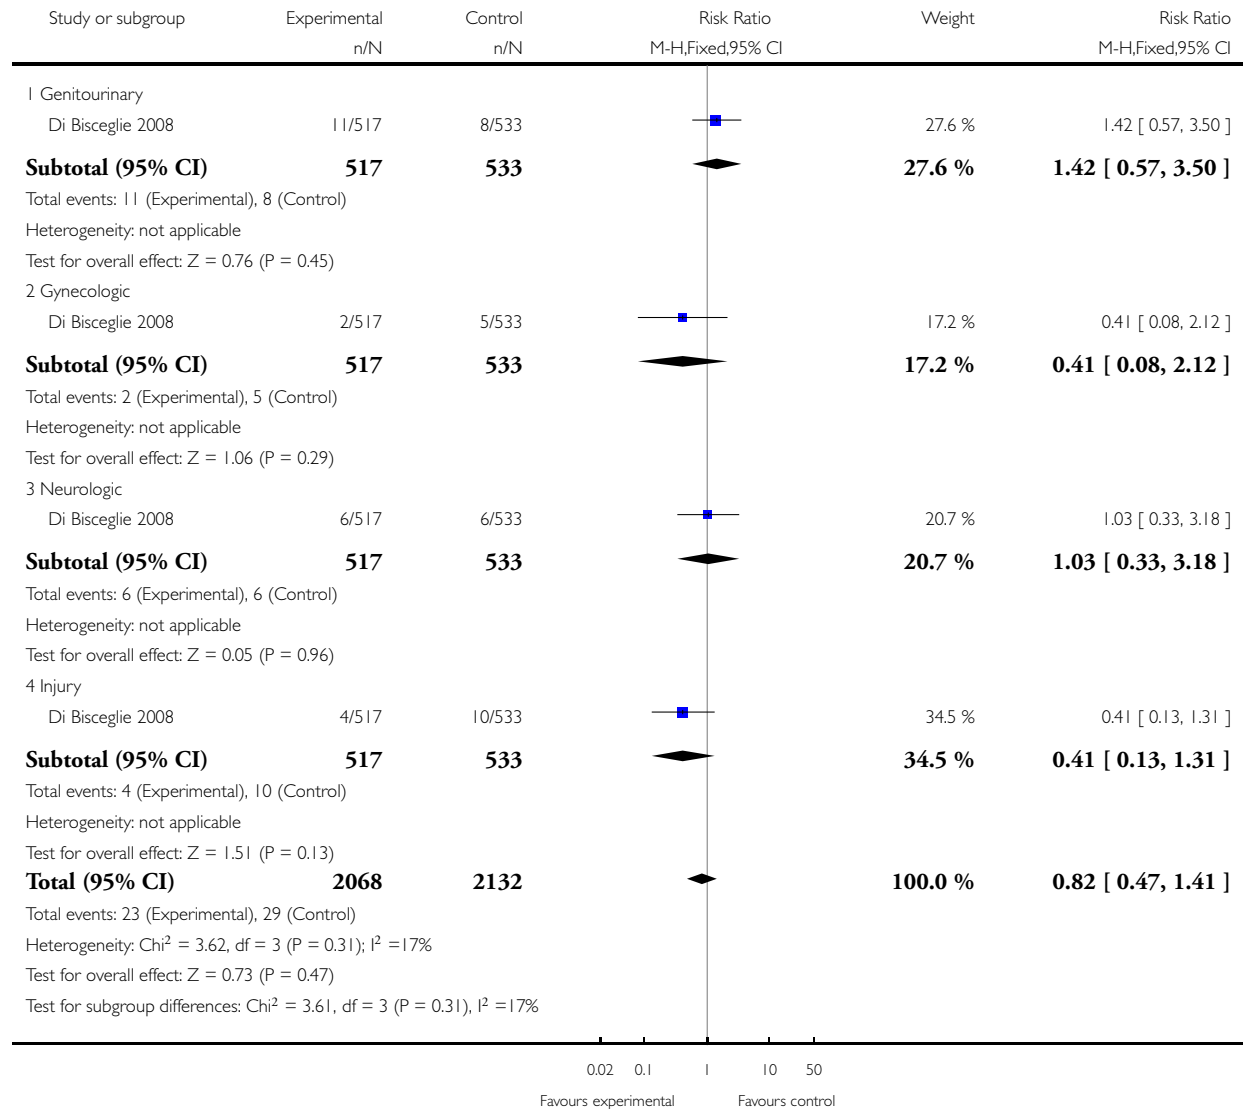 Study or subgroup Experimental Control Risk Ratio Weight Risk Ratio
n/N n/N M-H,Fixed,95% CI M-H,Fixed,95% CI
1 Genitourinary
Di Bisceglie 2008 11/517 8/533 27.6 % 1.42 [ 0.57, 3.50 ]
Subtotal (95% CI) 517 533 27.6 % 1.42 [ 0.57, 3.50 ]
Total events: 11 (Experimental), 8 (Control)
Heterogeneity: not applicable
Test for overall effect: Z = 0.76 (P = 0.45)
2 Gynecologic
Di Bisceglie 2008 2/517 5/533 17.2 % 0.41 [ 0.08, 2.12 ]
Subtotal (95% CI) 517 533 17.2 % 0.41 [ 0.08, 2.12 ]
Total events: 2 (Experimental), 5 (Control)
Heterogeneity: not applicable
Test for overall effect: Z = 1.06 (P = 0.29)
3 Neurologic
Di Bisceglie 2008 6/517 6/533 20.7 % 1.03 [ 0.33, 3.18 ]
Subtotal (95% CI) 517 533 20.7 % 1.03 [ 0.33, 3.18 ]
Total events: 6 (Experimental), 6 (Control)
Heterogeneity: not applicable
Test for overall effect: Z = 0.05 (P = 0.96)
4 Injury
Di Bisceglie 2008 4/517 10/533 34.5 % 0.41 [ 0.13, 1.31 ]
Subtotal (95% CI) 517 533 34.5 % 0.41 [ 0.13, 1.31 ]
Total events: 4 (Experimental), 10 (Control)
Heterogeneity: not applicable
Test for overall effect: Z = 1.51 (P = 0.13)
Total (95% CI) 2068 2132 100.0 % 0.82 [ 0.47, 1.41 ]
Total events: 23 (Experimental), 29 (Control)
Heterogeneity: Chi² = 3.62, df = 3 (P = 0.31); I² =17%
Test for overall effect: Z = 0.73 (P = 0.47)
Test for subgroup differences: Chi² = 3.61, df = 3 (P = 0.31), I² =17%
0.02 0.1 1 10 50
Favours experimental Favours control